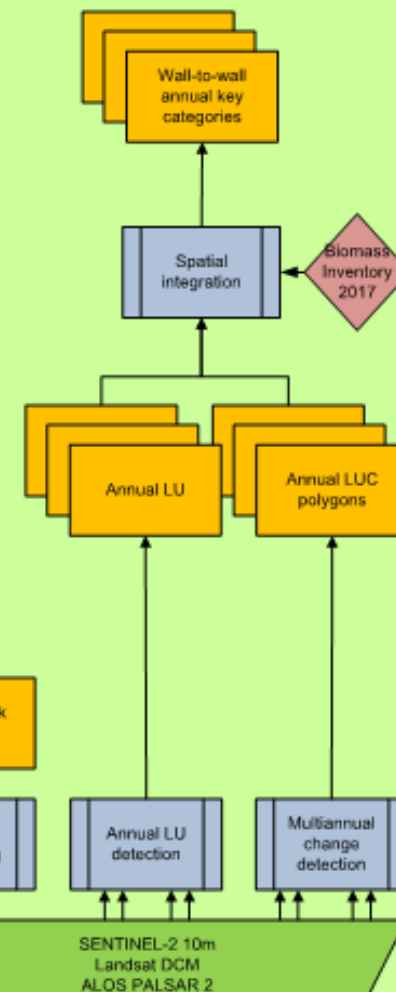 Wall-to-wall
annual key
categories
Spatial
integration
Biomass
Inventory
2017
Annual LU
Annual LUC
polygons
k
)
Annual LU
detection
Multiannual
change
detection
SENTINEL-2 10m
Landsat DCM
ALOS PALSAR 2